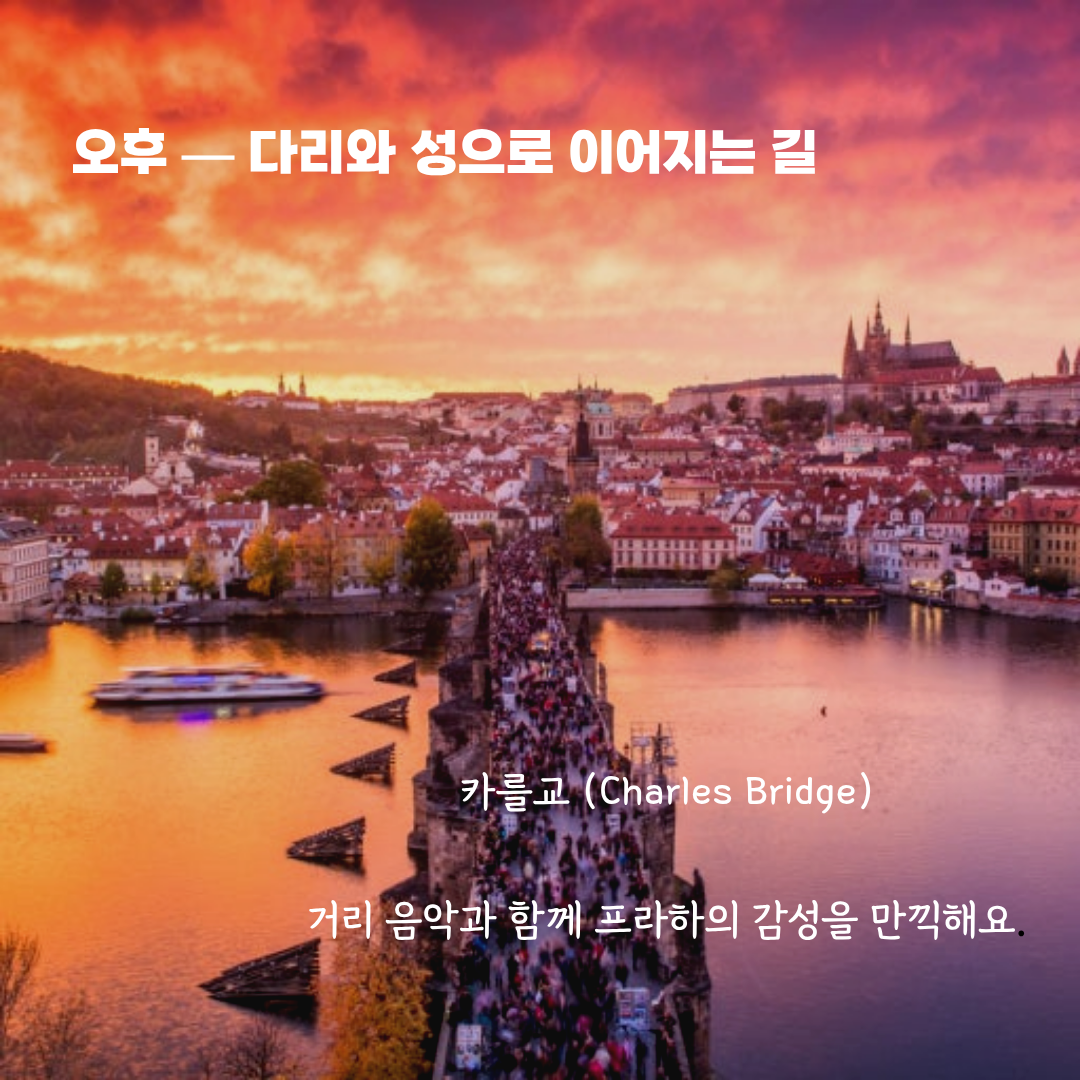 오후 — 다리와 성으로 이어지는 길
카를교 (Charles Bridge)
거리 음악과 함께 프라하의 감성을 만끽해요.